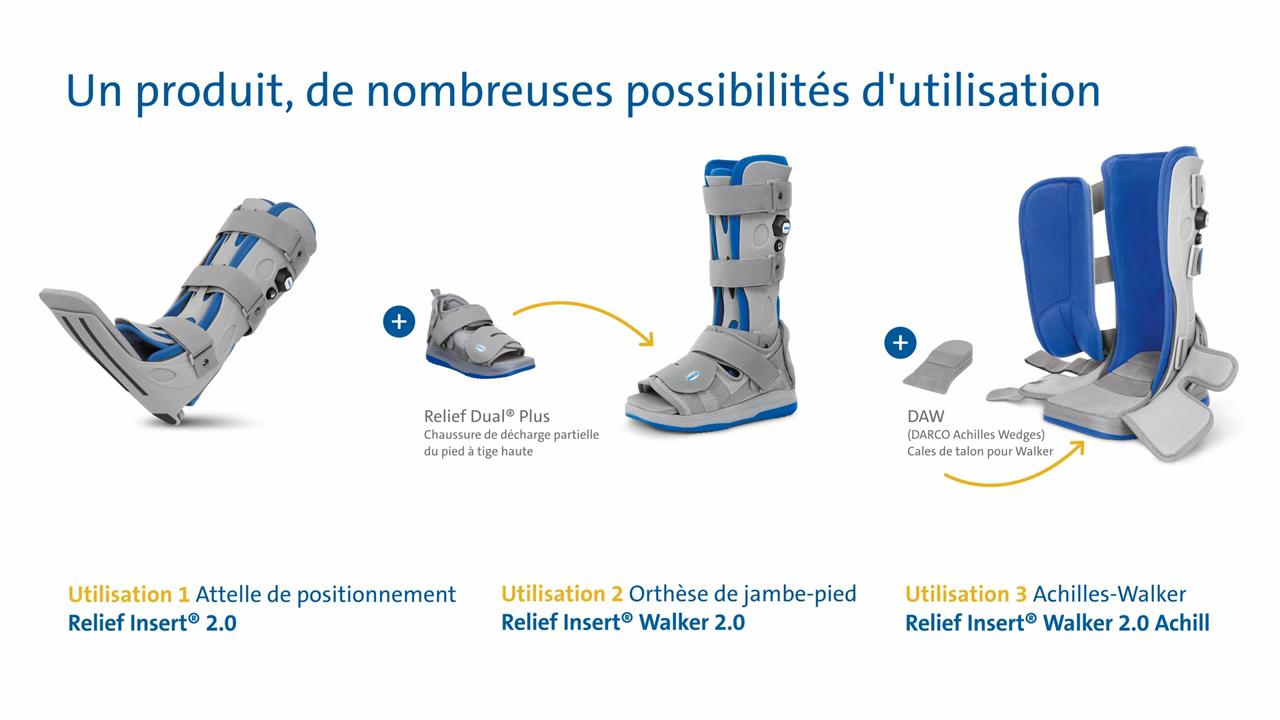 Un produit, de nombreuses possibilités d'utilisation
Relief Dual® Plus
Chaussure de décharge partielle
du pied à tige haute
DAW
(DARCO Achilles Wedges)
Cales de talon pour Walker
Utilisation 1 Attelle de positionnement
Relief Insert® 2.0
Utilisation 2 Orthèse de jambe-pied
Relief Insert® Walker 2.0
Utilisation 3 Achilles-Walker
Relief Insert® Walker 2.0 Achill